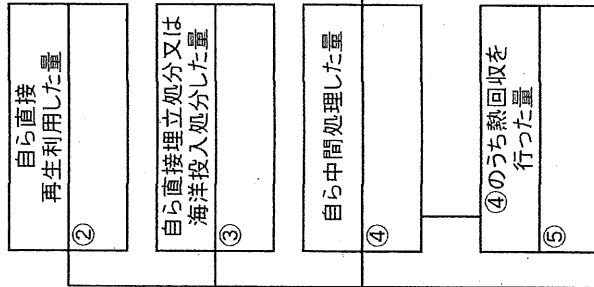 自ら直接
再生利用した量
②
自ら直接埋立処分又は
海洋投入処分した量
③
自ら中間処理した量
④
④のうち熱回収を
行った量
⑤